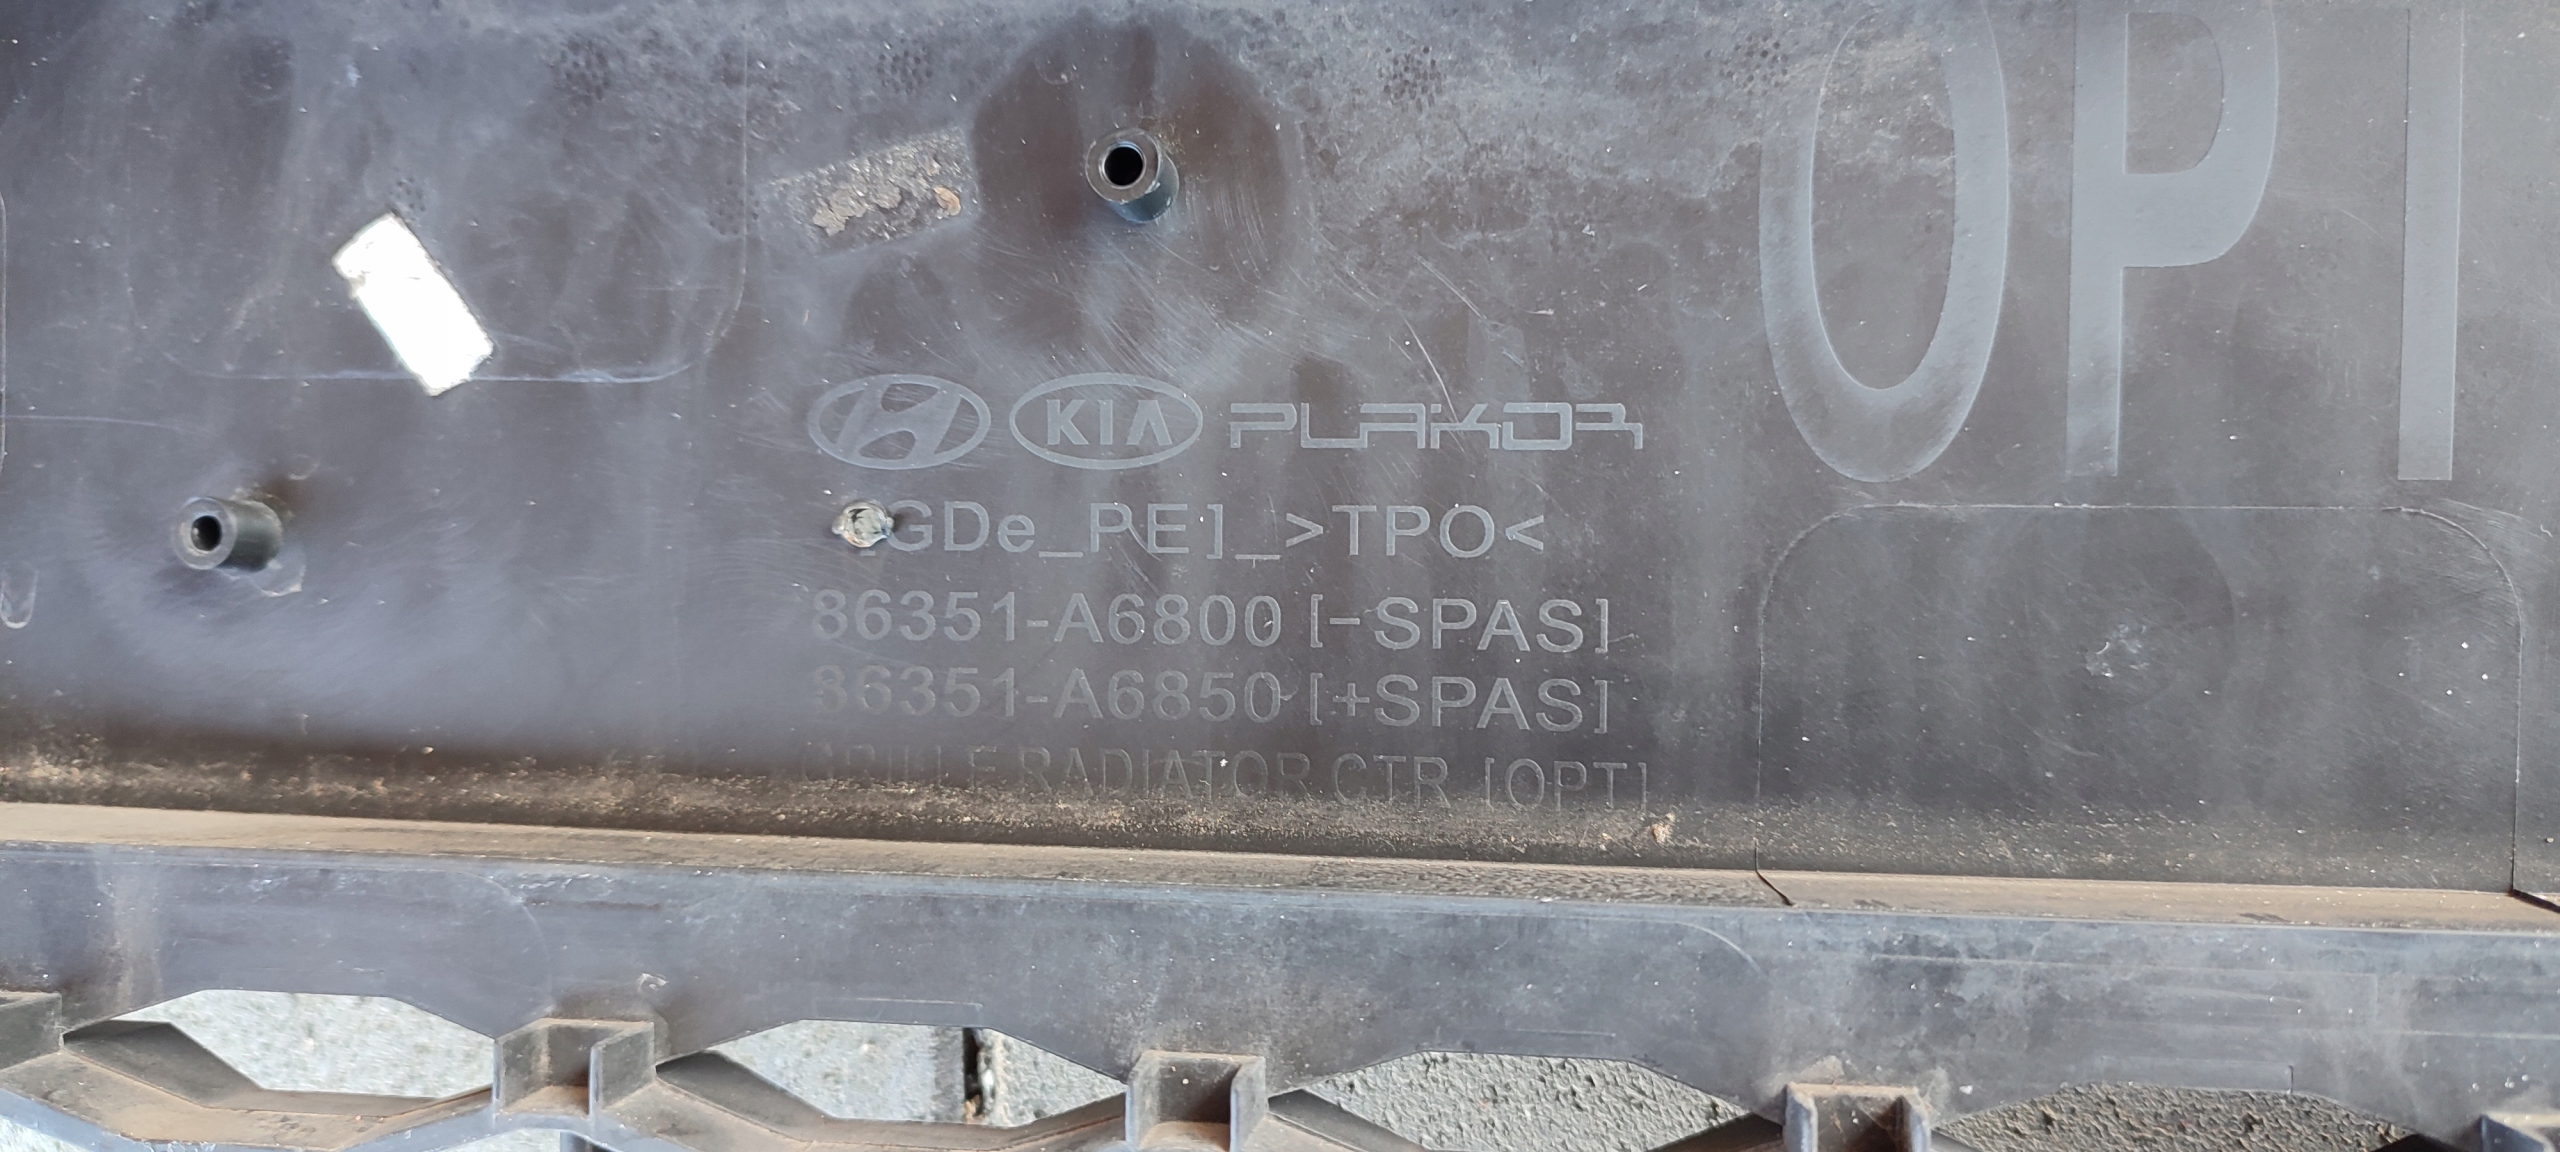 OPT
KIA PLAKOR
[GDe_PE]_>TPO<
86351-A6800 [-SPAS]
86351-A6850 [+SPAS]
GRILLE RADIATOR CTR [OPT]